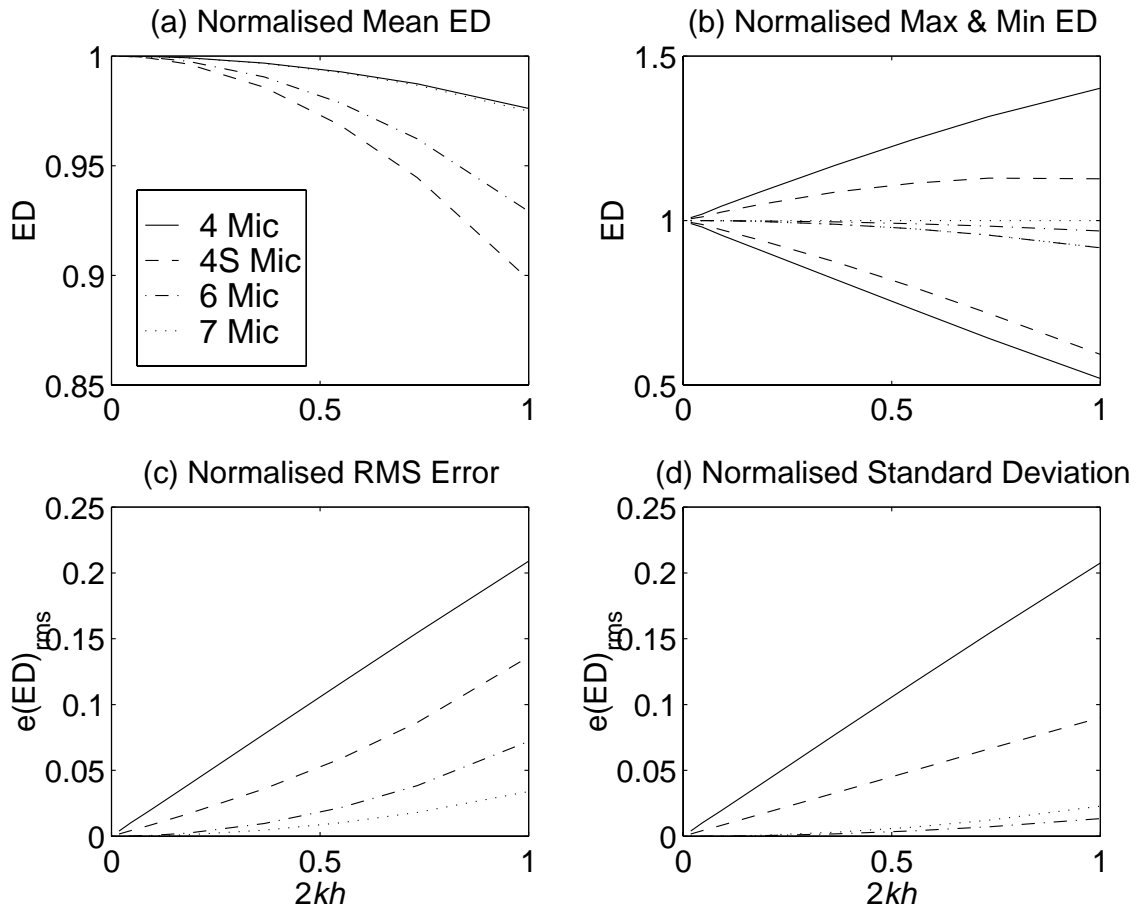 (a) Normalised Mean ED
1
0.95
0.9
0.85
ED
4 Mic
4S Mic
6 Mic
7 Mic
0
0.5
1
(b) Normalised Max & Min ED
1.5
1
0.5
ED
0
0.5
1
(c) Normalised RMS Error
0.25
0.2
0.15
0.1
0.05
0
e(ED)rms
0
0.5
1
2kh
(d) Normalised Standard Deviation
0.25
0.2
0.15
0.1
0.05
0
e(ED)rms
0
0.5
1
2kh